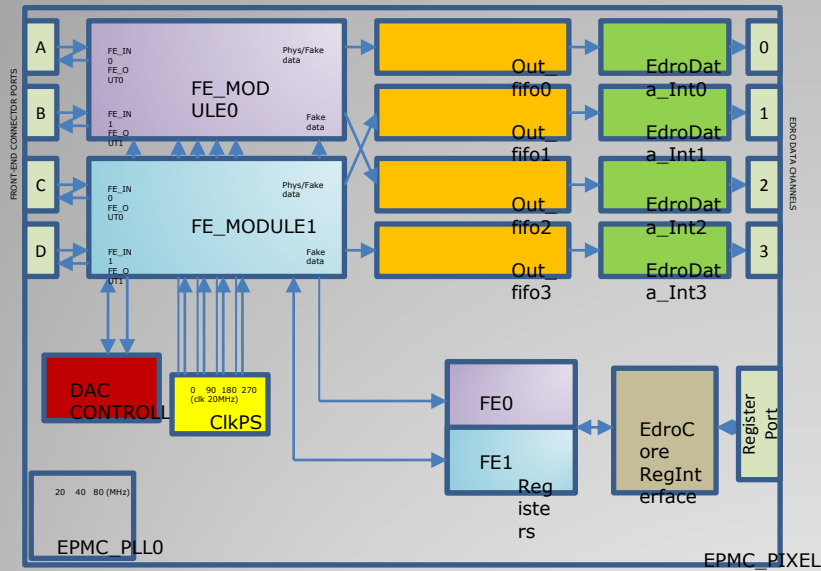 FRONT-END CONNECTOR PORTS
A
B
C
D
FE_IN
0
FE_O
UT0
FE_IN
1
FE_O
UT1
FE_MOD
ULE0
Phys/Fake
data
Fake
data
FE_IN
0
FE_O
UT0
FE_IN
1
FE_O
UT1
FE_MODULE1
Phys/Fake
data
Fake
data
Out_
fifo0
Out_
fifo1
Out_
fifo2
Out_
fifo3
EdroDat
a_Int0
EdroDat
a_Int1
EdroDat
a_Int2
EdroDat
a_Int3
0
1
2
3
EDRO DATA CHANNELS
DAC
CONTROLL
0 90 180 270
(clk 20MHz)
ClkPS
FE0
FE1
Reg
iste
rs
EdroC
ore
RegInt
erface
Register
Port
20 40 80 (MHz)
EPMC_PLL0
EPMC_PIXEL